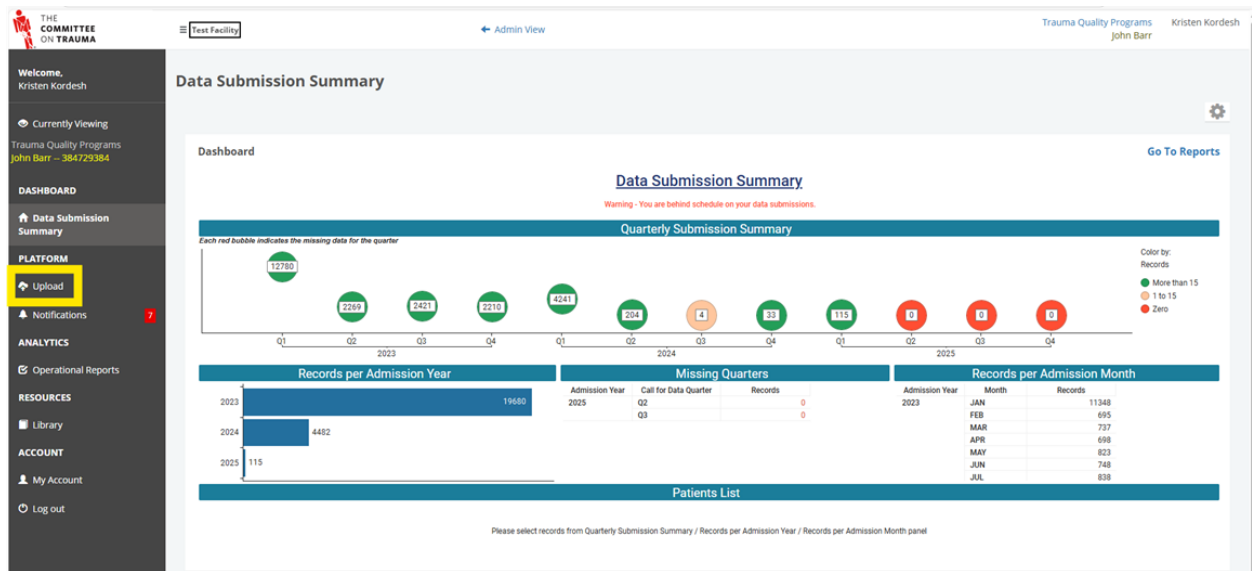 THE
COMMITTEE
ON TRAUMA
Test Facility
Admin View
Trauma Quality Programs
John Barr
Kristen Kordesh
Welcome,
Kristen Kordesh
Currently Viewing
Trauma Quality Programs
John Barr -- 384729384
DASHBOARD
Data Submission
Summary
PLATFORM
Upload
Notifications 7
ANALYTICS
Operational Reports
RESOURCES
Library
ACCOUNT
My Account
Log out
Data Submission Summary
Dashboard
Go To Reports
Data Submission Summary
Warning - You are behind schedule on your data submissions.
Quarterly Submission Summary
Each red bubble indicates the missing data for the quarter
12780 2269 2421 2210 4241 204 4 33 115 0 0 0
Q1 Q2 Q3 Q4 Q1 Q2 Q3 Q4 Q1 Q2 Q3 Q4
2023 2024 2025
Color by:
Records
More than 15
1 to 15
Zero
Records per Admission Year
2023 19680
2024 4482
2025 115
Missing Quarters
Admission Year Call for Data Quarter Records
2025 Q2 0
Q3 0
Records per Admission Month
Admission Year Month Records
2023 JAN 11348
FEB 695
MAR 737
APR 698
MAY 823
JUN 748
JUL 838
Patients List
Please select records from Quarterly Submission Summary / Records per Admission Year / Records per Admission Month panel